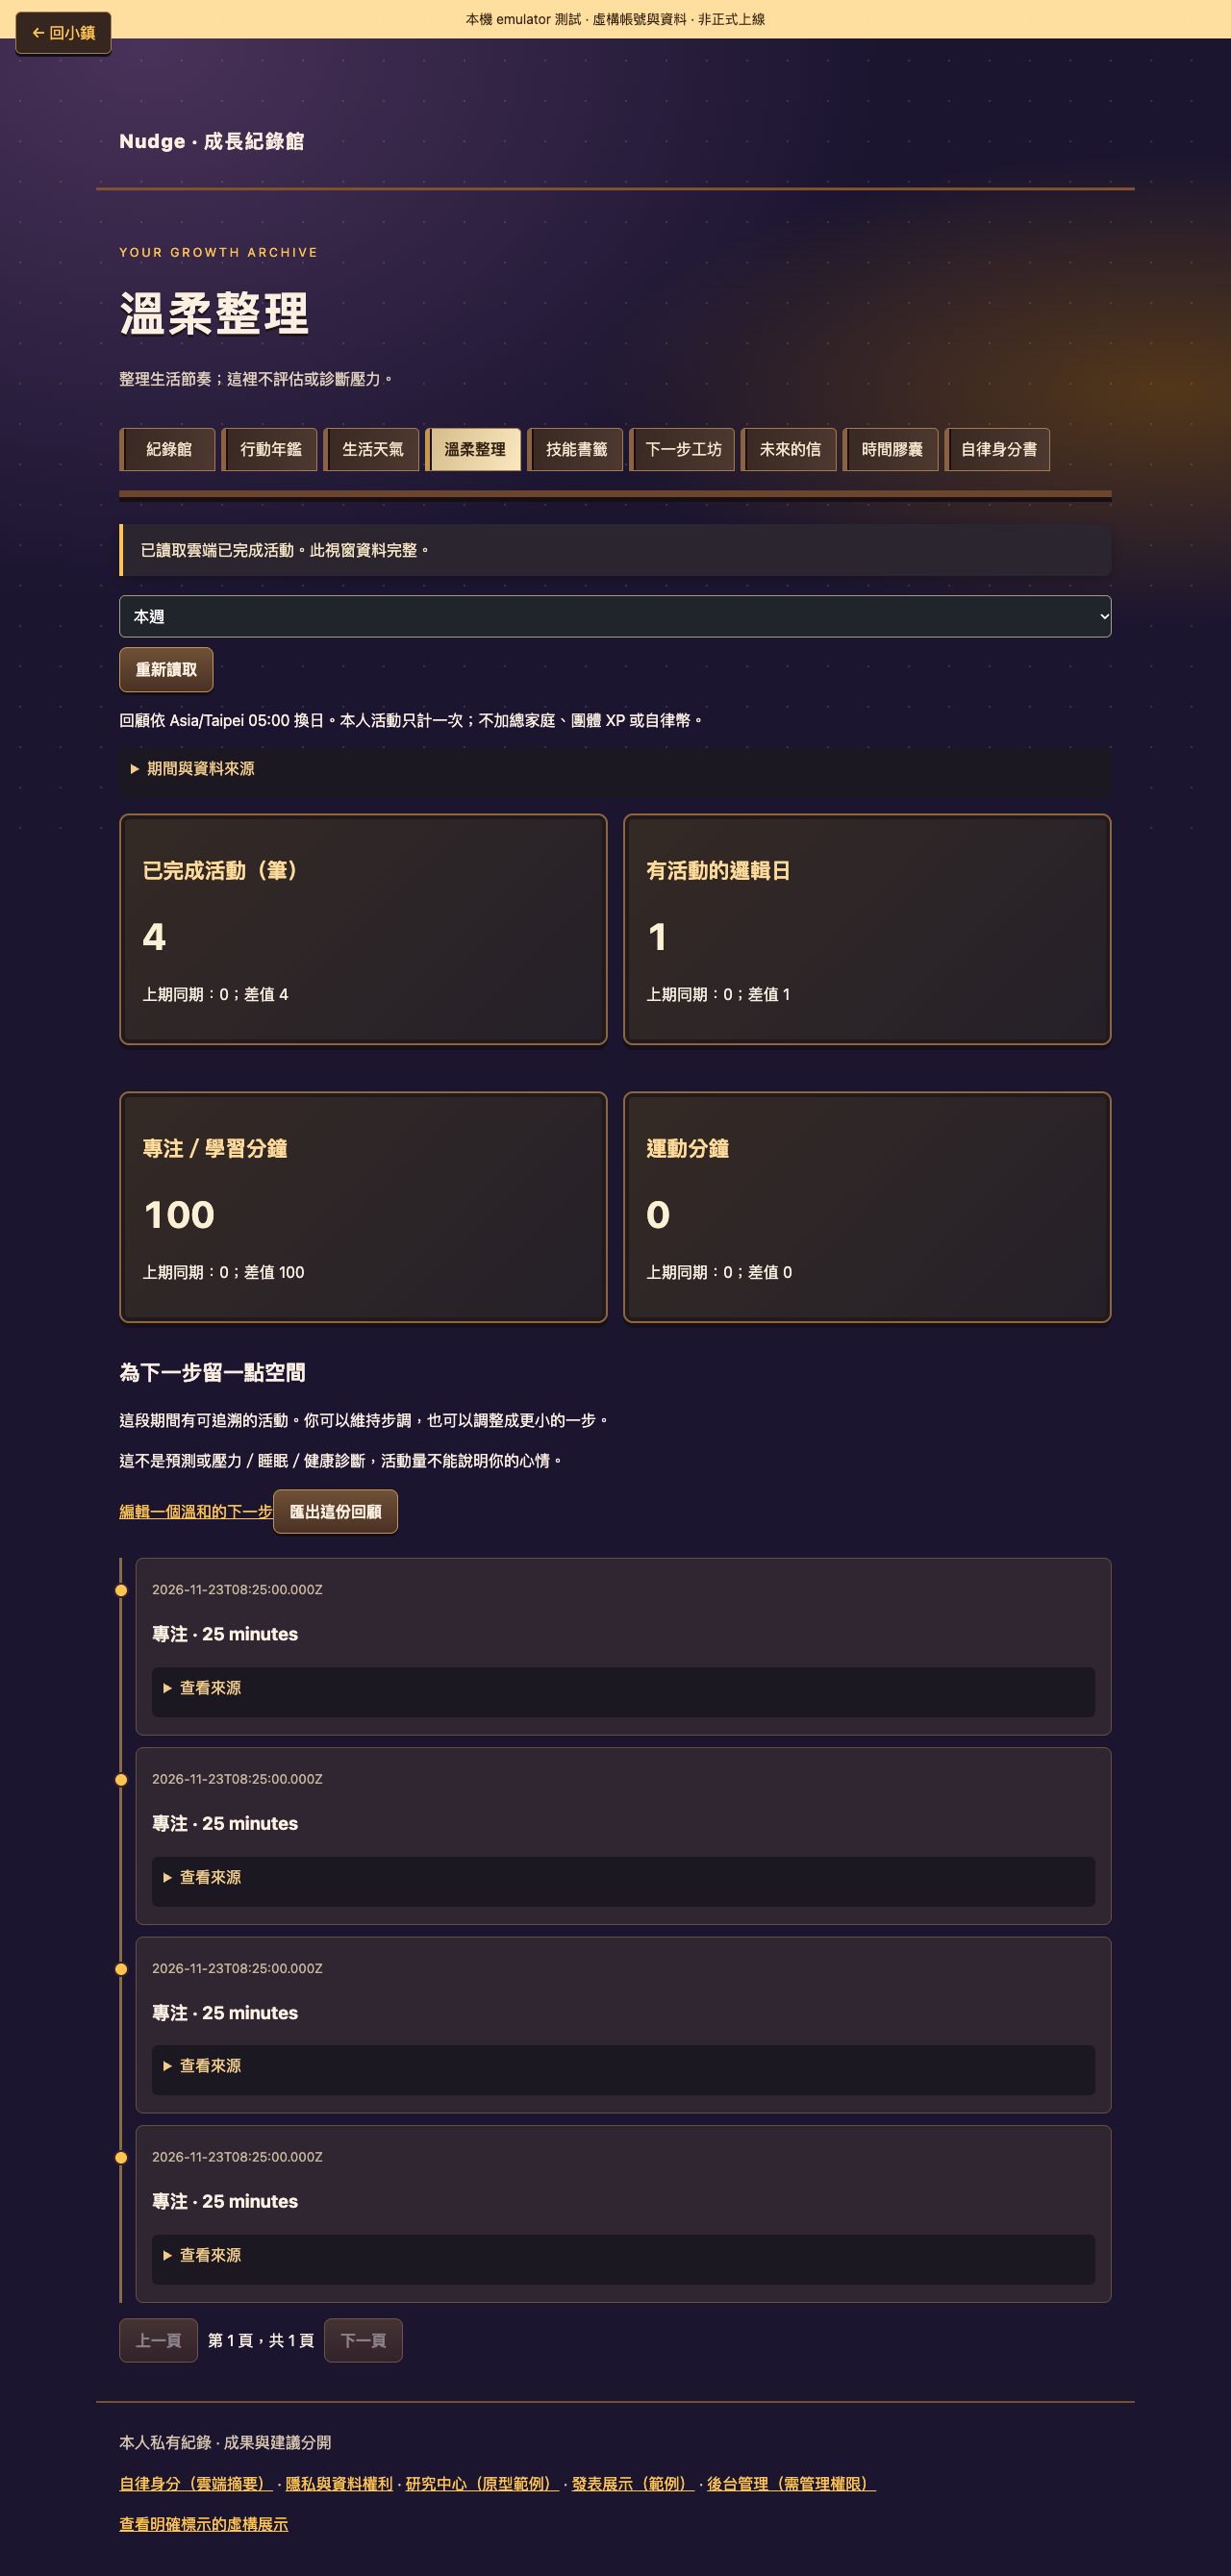 本機 emulator 測試 · 虛構帳號與資料 · 非正式上線
← 回小鎮
Nudge · 成長紀錄館
YOUR GROWTH ARCHIVE
溫柔整理
整理生活節奏；這裡不評估或診斷壓力。
紀錄館
行動年鑑
生活天氣
溫柔整理
技能書籤
下一步工坊
未來的信
時間膠囊
自律身分書
已讀取雲端已完成活動。此視窗資料完整。
本週
重新讀取
回顧依 Asia/Taipei 05:00 換日。本人活動只計一次；不加總家庭、團體 XP 或自律幣。
▶ 期間與資料來源
已完成活動（筆）
4
上期同期：0；差值 4
有活動的邏輯日
1
上期同期：0；差值 1
專注 / 學習分鐘
100
上期同期：0；差值 100
運動分鐘
0
上期同期：0；差值 0
為下一步留一點空間
這段期間有可追溯的活動。你可以維持步調，也可以調整成更小的一步。
這不是預測或壓力 / 睡眠 / 健康診斷，活動量不能說明你的心情。
編輯一個溫和的下一步
匯出這份回顧
2026-11-23T08:25:00.000Z
專注 · 25 minutes
▶ 查看來源
2026-11-23T08:25:00.000Z
專注 · 25 minutes
▶ 查看來源
2026-11-23T08:25:00.000Z
專注 · 25 minutes
▶ 查看來源
2026-11-23T08:25:00.000Z
專注 · 25 minutes
▶ 查看來源
上一頁
第 1 頁，共 1 頁
下一頁
本人私有紀錄 · 成果與建議分開
自律身分（雲端摘要） · 隱私與資料權利 · 研究中心（原型範例） · 發表展示（範例） · 後台管理（需管理權限）
查看明確標示的虛構展示